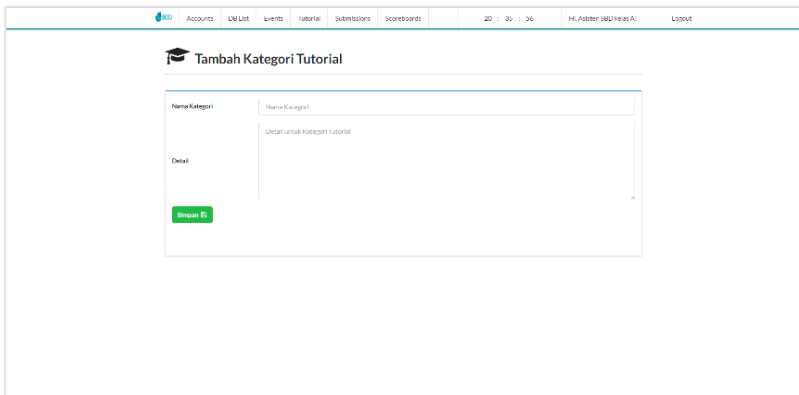 Accounts DB List Events Tutorial Submissions Scoreboards 20 : 35 : 56 Hi, Asisten SBD kelas A! Logout
Tambah Kategori Tutorial
Nama Kategori Nama Kategori
Detail untuk Kategori Tutorial
Detail
Simpan